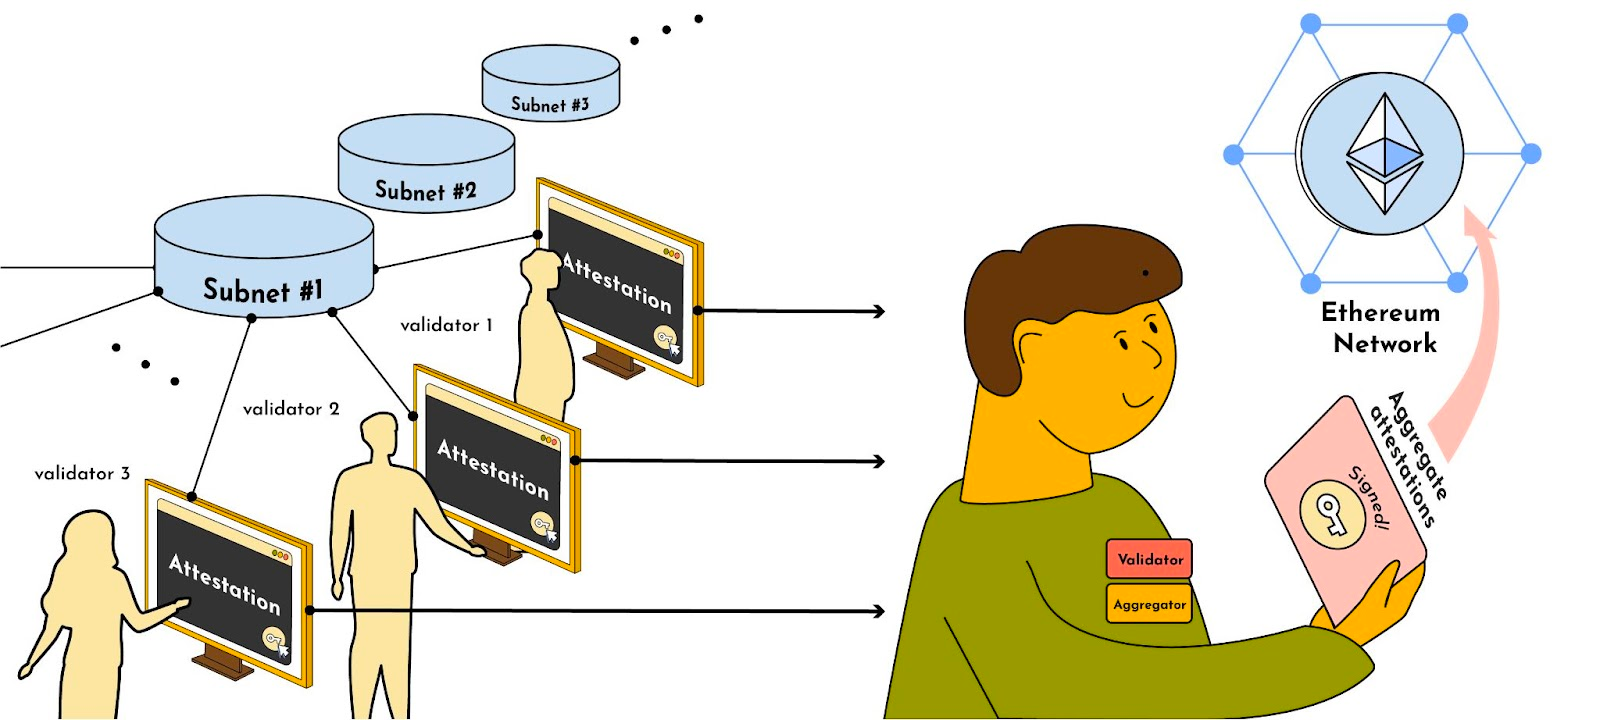 Subnet #3
Subnet #2
Subnet #1
Attestation
validator 1
Attestation
validator 2
Attestation
validator 3
Validator
Aggregator
Ethereum
Network
Aggregate
attestations
Signed!